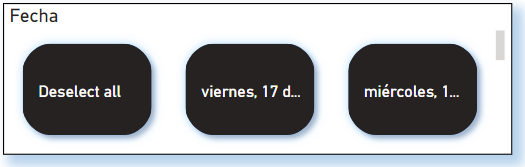 Fecha
Deselect all
viernes, 17 d...
miércoles, 1...